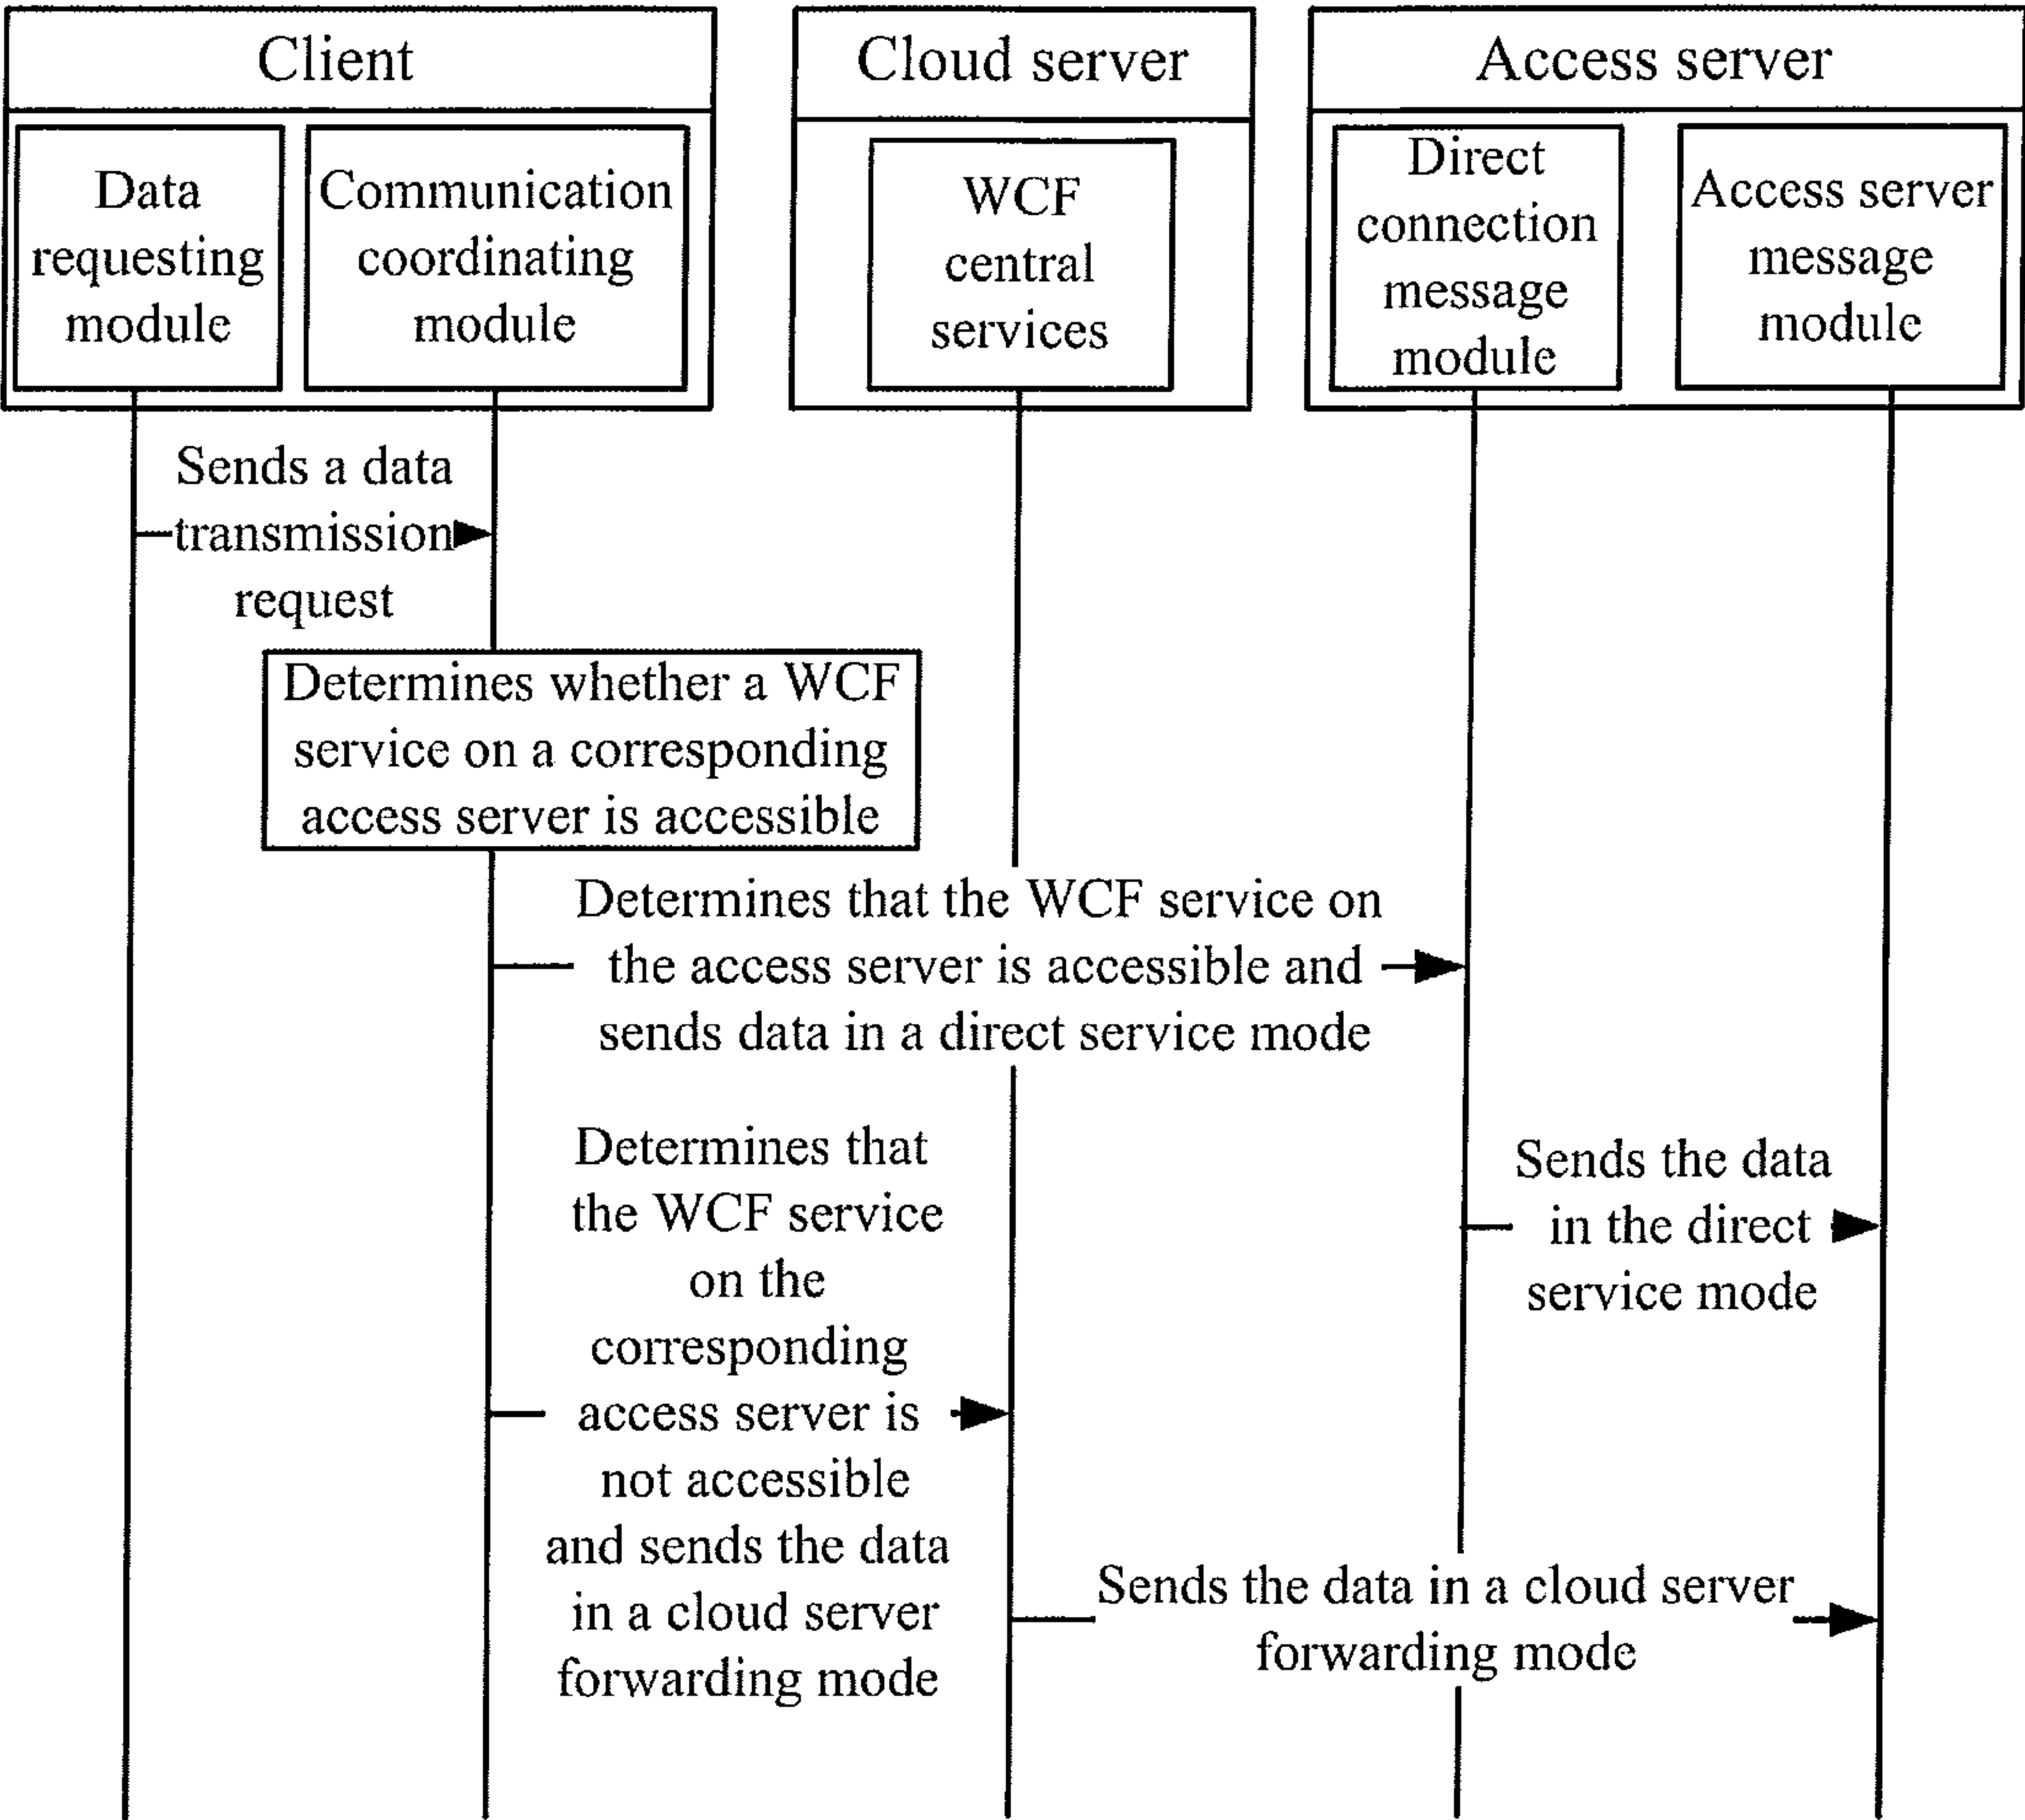 Client
Cloud server
Access server
Data
requesting
module
Communication
coordinating
module
WCF
central
services
Direct
connection
message
module
Access server
message
module
Sends a data
transmission
request
Determines whether a WCF
service on a corresponding
access server is accessible
Determines that the WCF service on
the access server is accessible and
sends data in a direct service mode
Determines that
the WCF service
on the
corresponding
access server is
not accessible
and sends the data
in a cloud server
forwarding mode
Sends the data
in the direct
service mode
Sends the data in a cloud server
forwarding mode